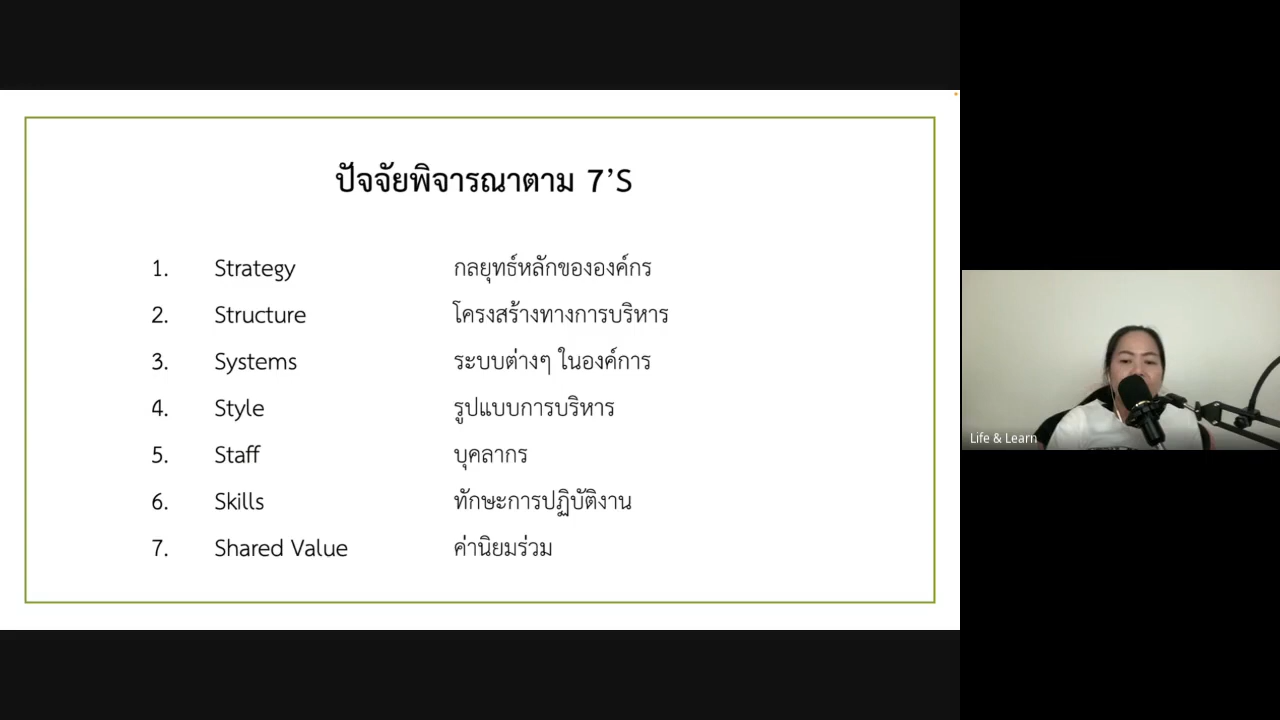 ปัจจัยพิจารณาตาม 7’S
1. Strategy กลยุทธ์หลักขององค์กร
2. Structure โครงสร้างทางการบริหาร
3. Systems ระบบต่างๆ ในองค์การ
4. Style รูปแบบการบริหาร
5. Staff บุคลากร
6. Skills ทักษะการปฏิบัติงาน
7. Shared Value ค่านิยมร่วม
Life & Learn